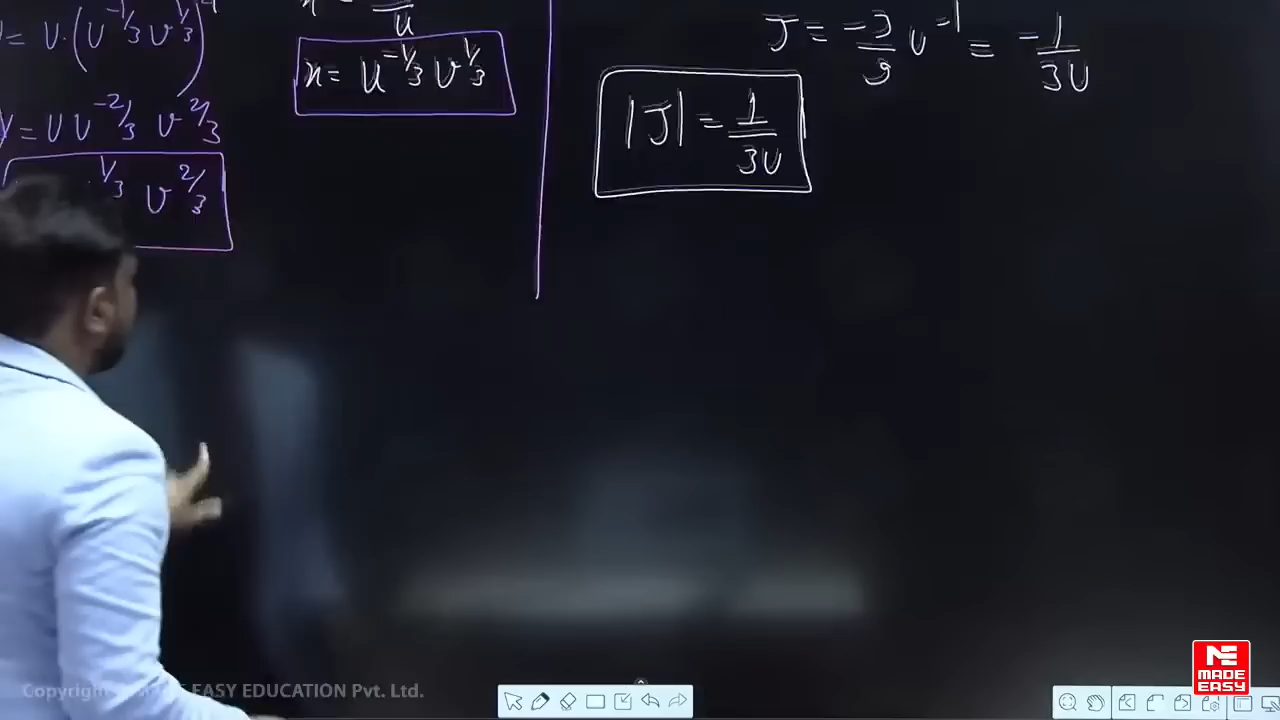 = v·(u^-1/3 v^1/3)
y = u u^-2/3 v^2/3
1/3 v^2/3
u
x = u^-1/3 v^1/3
J = -3/9 v^-1 = -1/3v
|J| = 1/3v
EASY EDUCATION Pvt. Ltd.
MADE EASY